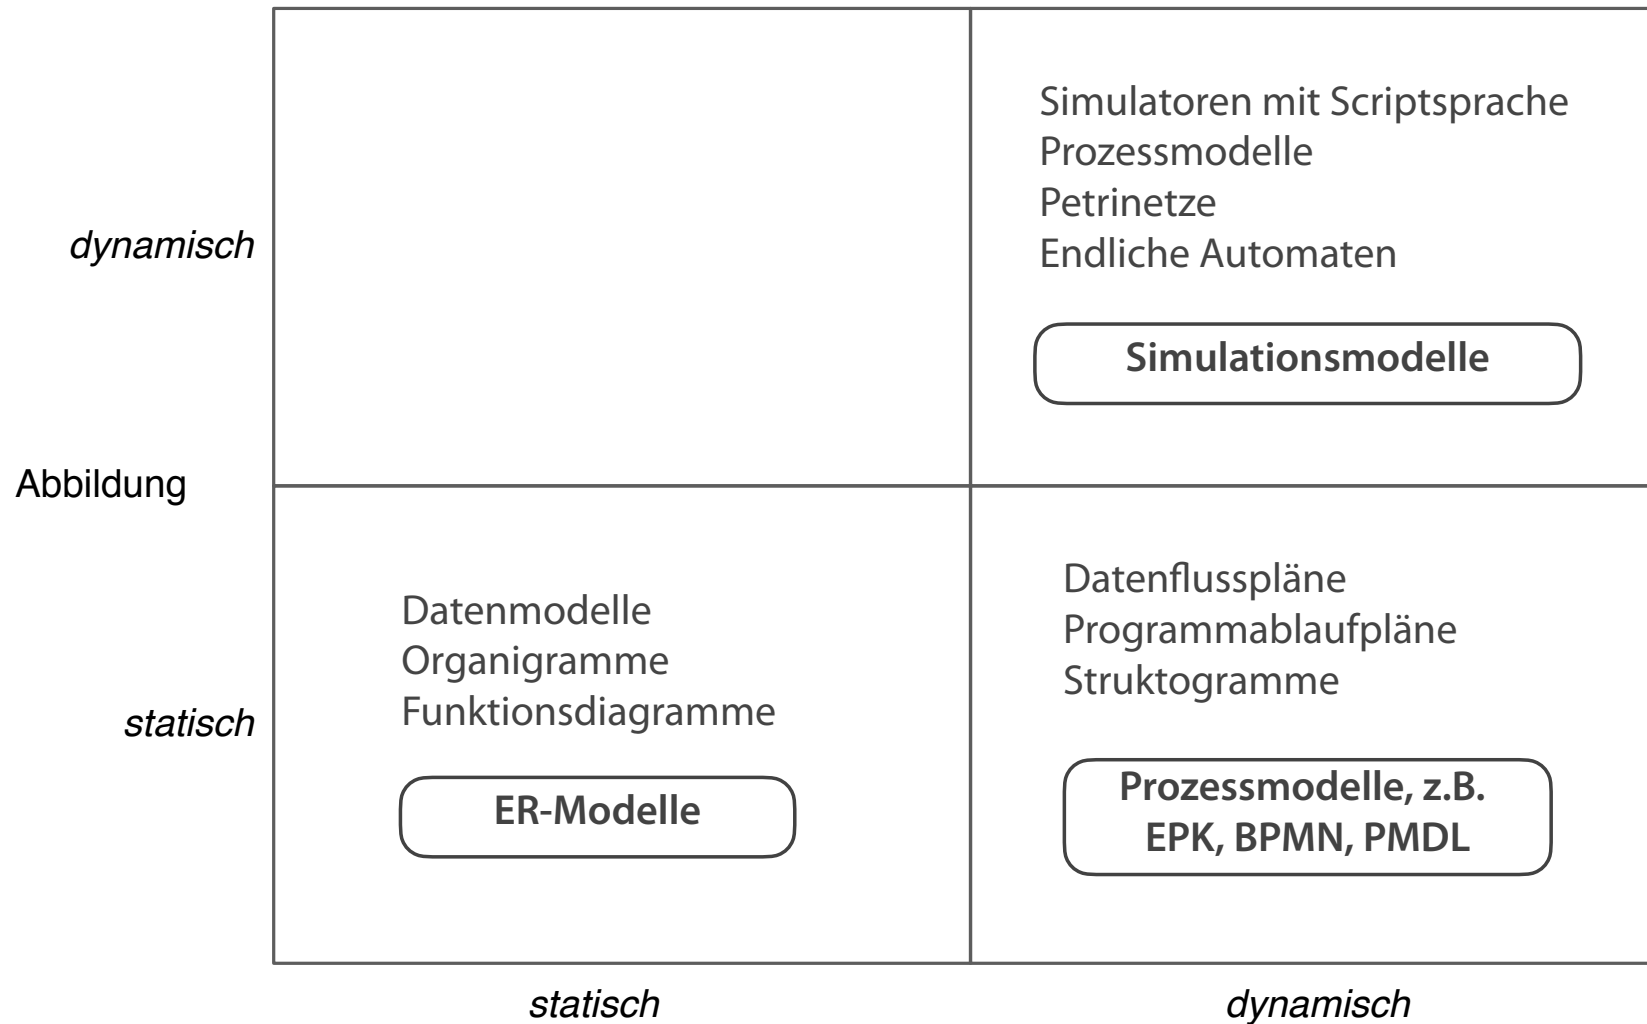 Simulatoren mit Scriptsprache
Prozessmodelle
Petrinetze
Endliche Automaten
dynamisch
Simulationsmodelle
Abbildung
Datenmodelle
Organigramme
Funktionsdiagramme
statisch
ER-Modelle
Datenflusspläne
Programmablaufpläne
Struktogramme
Prozessmodelle, z.B.
EPK, BPMN, PMDL
statisch
dynamisch